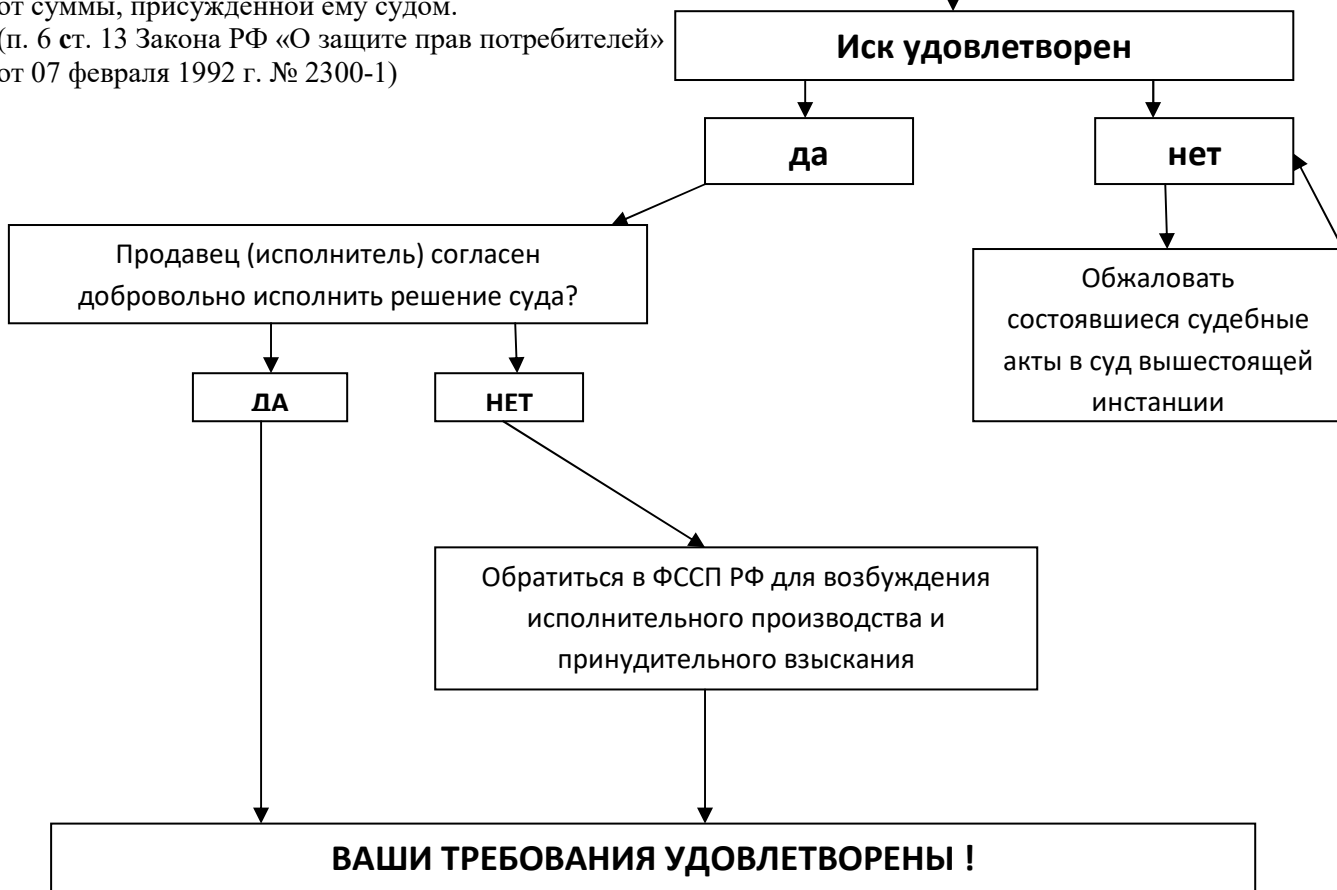 от суммы, присужденной ему судом.
(п. 6 ст. 13 Закона РФ «О защите прав потребителей»
от 07 февраля 1992 г. № 2300-1)
Иск удовлетворен
да
нет
Продавец (исполнитель) согласен
добровольно исполнить решение суда?
Обжаловать
состоявшиеся судебные
акты в суд вышестоящей
инстанции
ДА
НЕТ
Обратиться в ФССП РФ для возбуждения
исполнительного производства и
принудительного взыскания
ВАШИ ТРЕБОВАНИЯ УДОВЛЕТВОРЕНЫ !